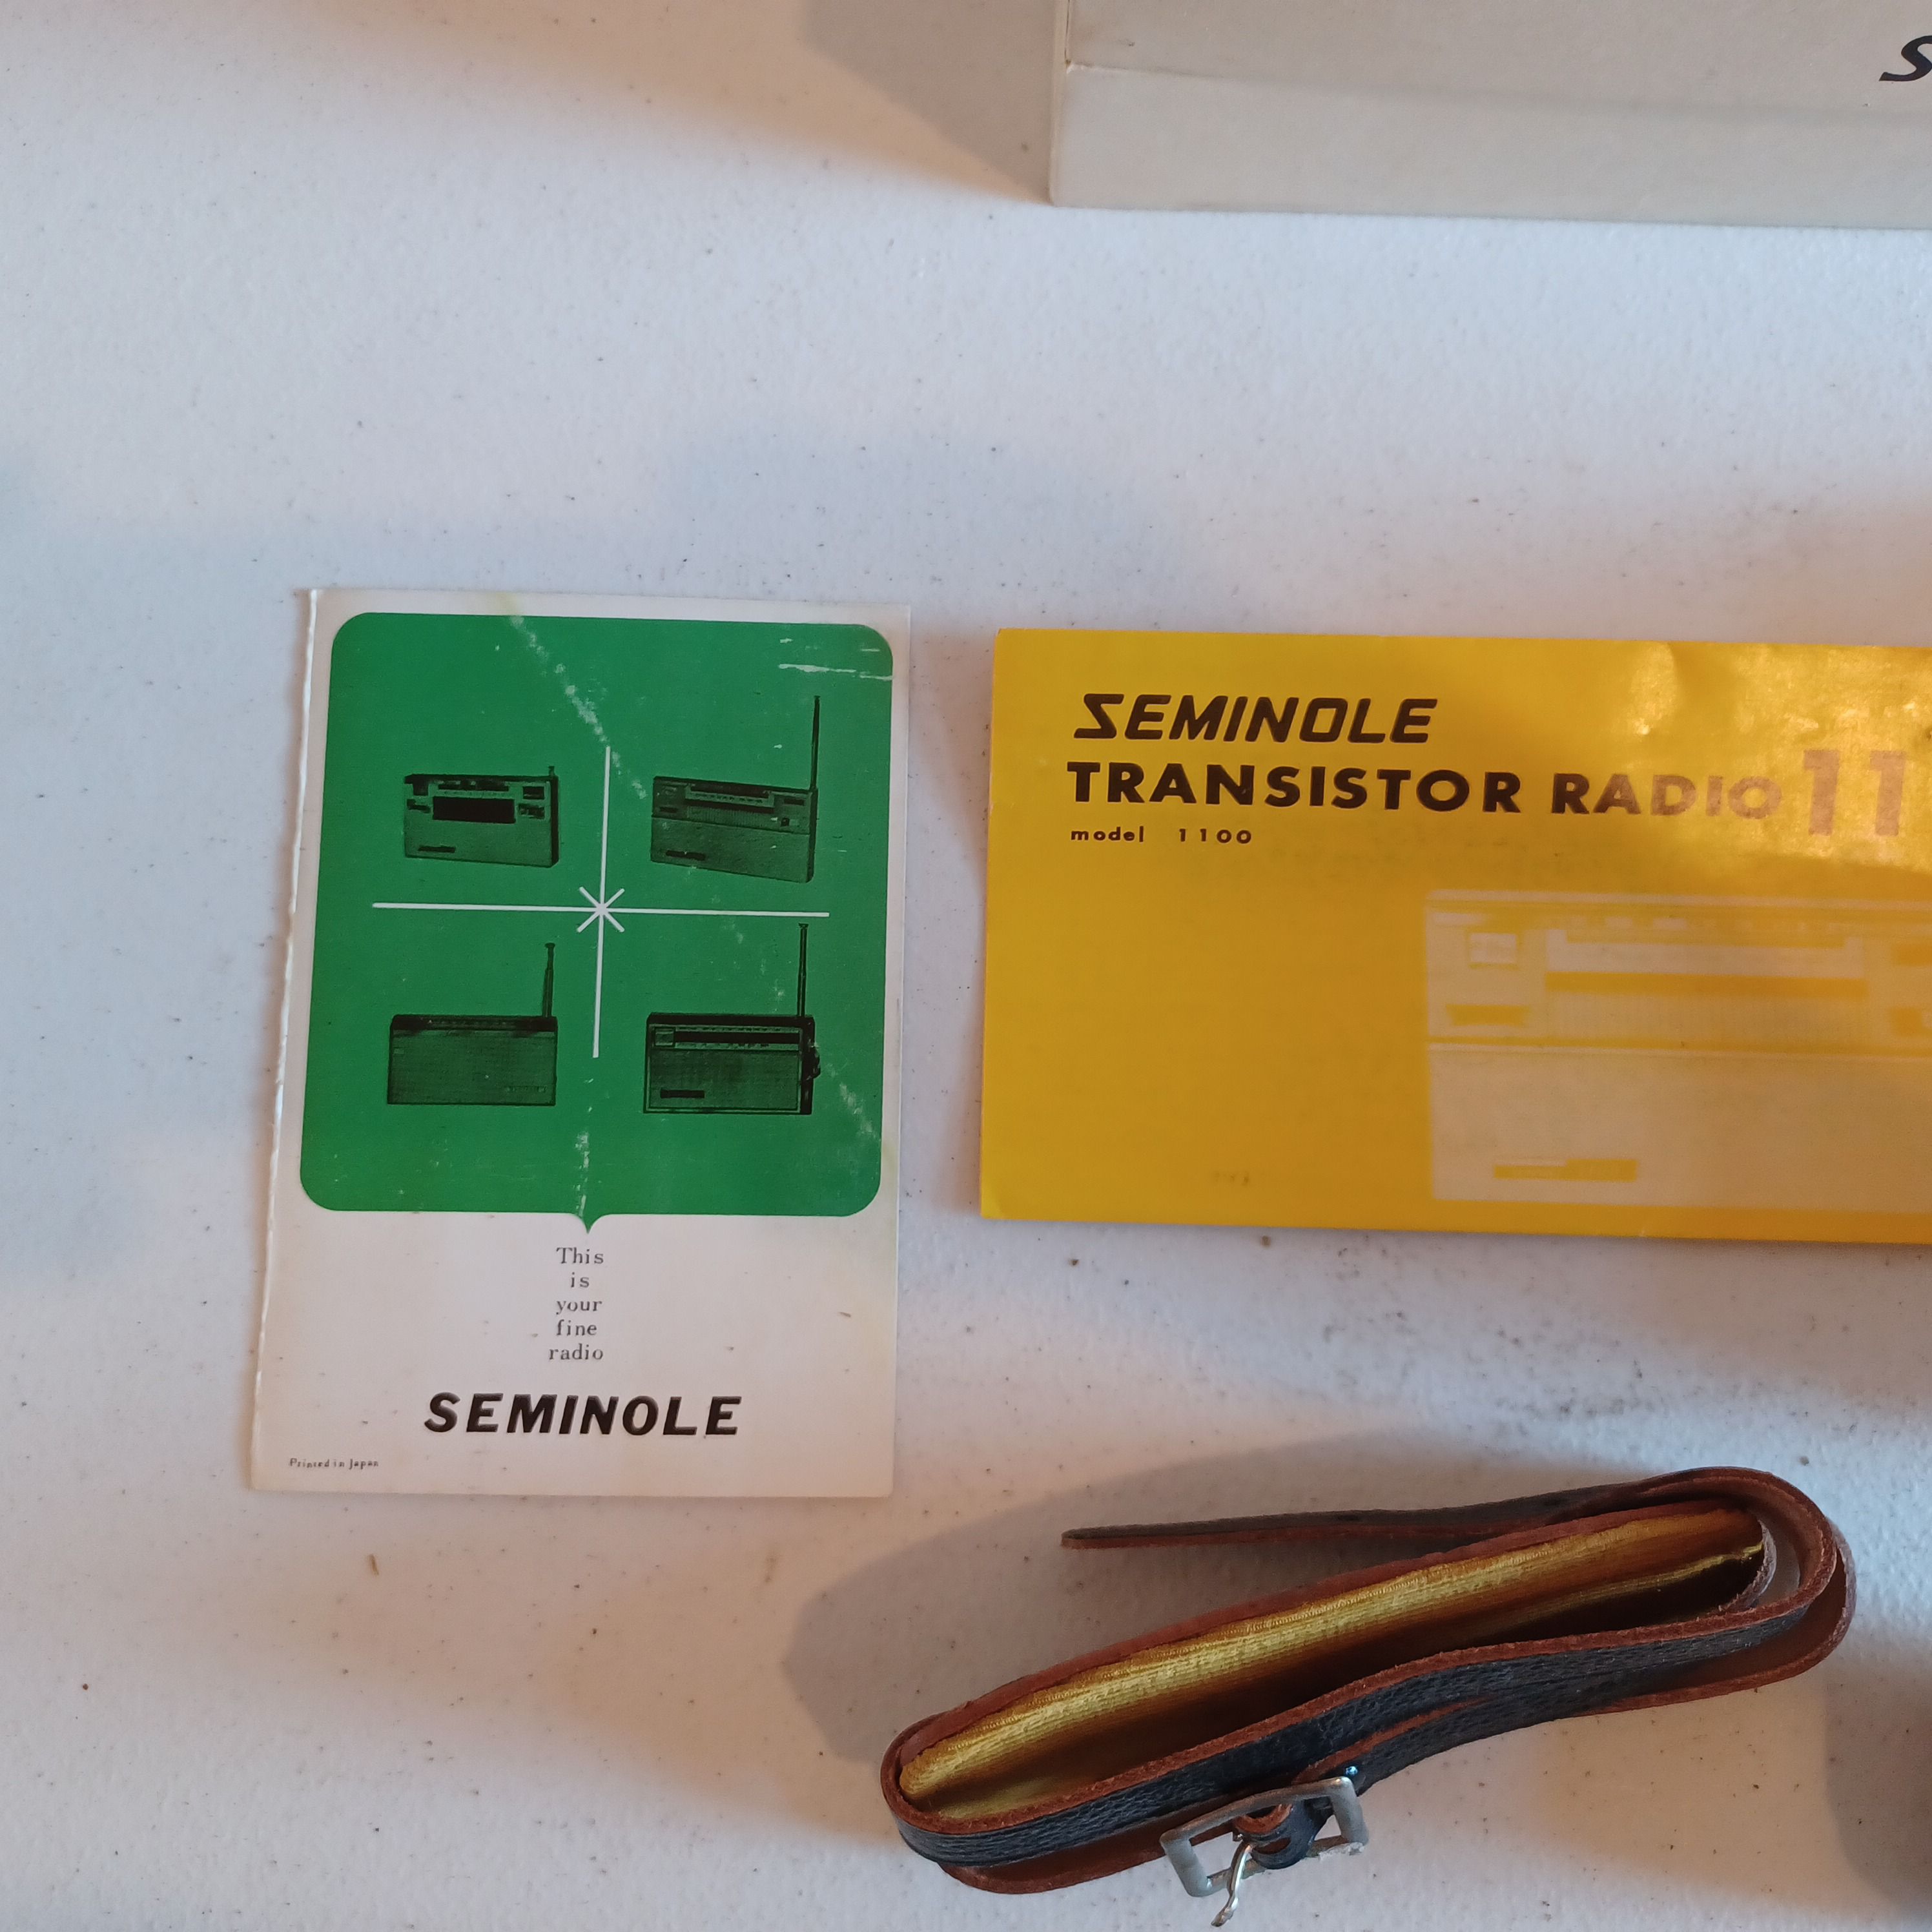 This
is
your
fine
radio
SEMINOLE
Printed in Japan
SEMINOLE
TRANSISTOR RADIO 11
model 1100